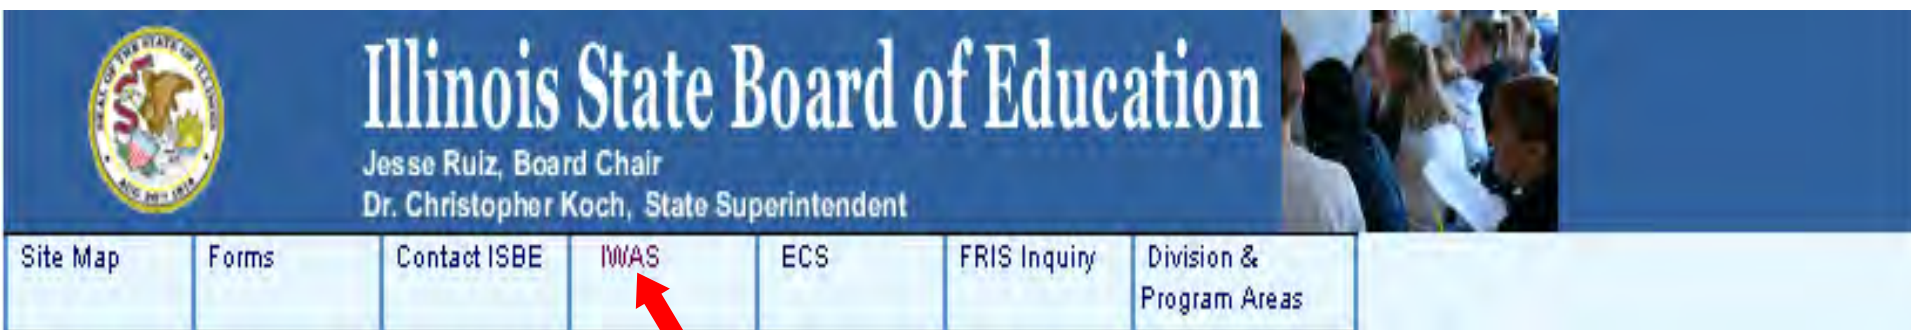 Illinois State Board of Education
Jesse Ruiz, Board Chair
Dr. Christopher Koch, State Superintendent
Site Map
Forms
Contact ISBE
IWAS
ECS
FRIS Inquiry
Division &
Program Areas